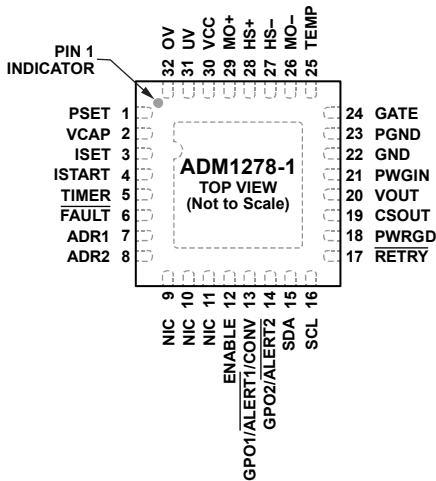 PIN 1
INDICATOR
32 OV
31 UV
30 VCC
29 MO+
28 HS+
27 HS–
26 MO–
25 TEMP
PSET 1
VCAP 2
ISET 3
ISTART 4
TIMER 5
FAULT 6
ADR1 7
ADR2 8
ADM1278-1
TOP VIEW
(Not to Scale)
24 GATE
23 PGND
22 GND
21 PWGIN
20 VOUT
19 CSOUT
18 PWRGD
17 RETRY
NIC 9
NIC 10
NIC 11
ENABLE 12
GPO1/ALERT1/CONV 13
GPO2/ALERT2 14
SDA 15
SCL 16